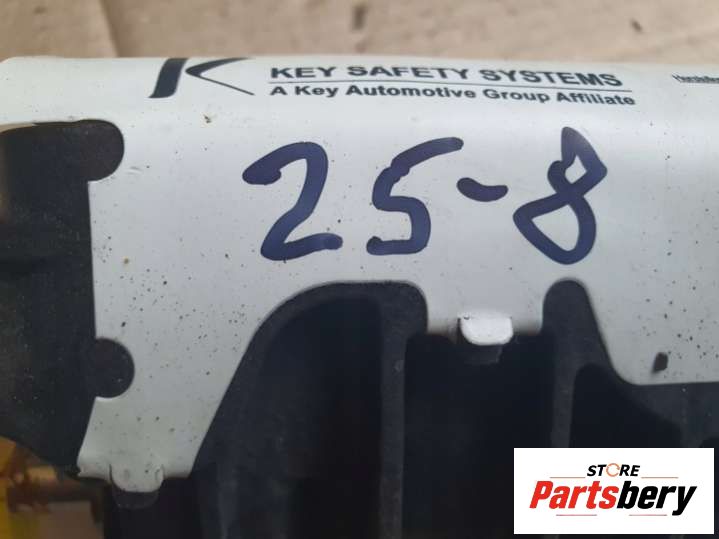 KEY SAFETY SYSTEMS
A Key Automotive Group Affiliate
25-8
STORE
Partsbery